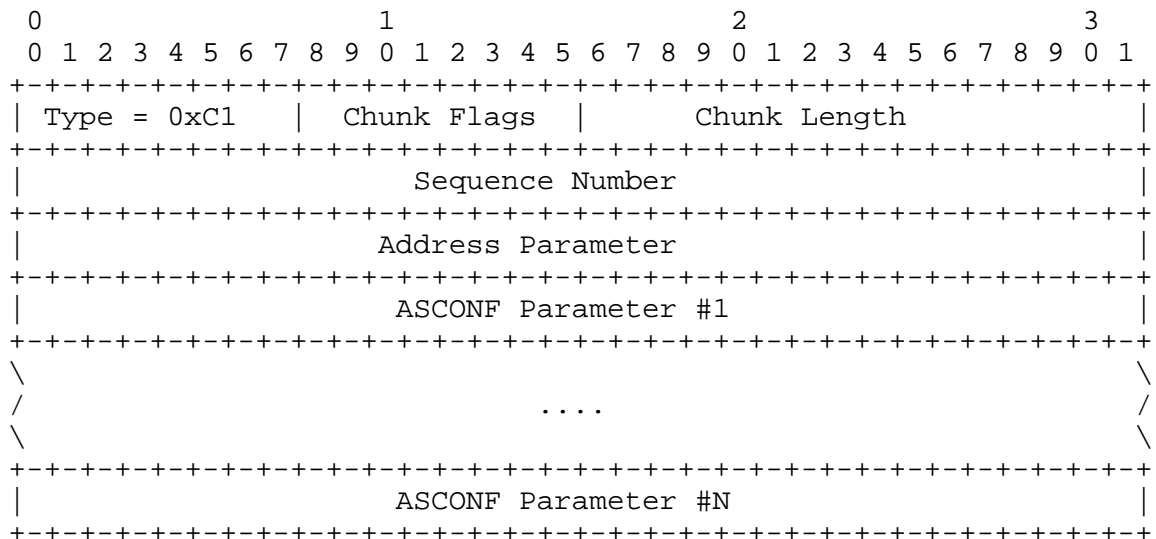 0                   1                   2                   3
 0 1 2 3 4 5 6 7 8 9 0 1 2 3 4 5 6 7 8 9 0 1 2 3 4 5 6 7 8 9 0 1
+-+-+-+-+-+-+-+-+-+-+-+-+-+-+-+-+-+-+-+-+-+-+-+-+-+-+-+-+-+-+-+-+
| Type = 0xC1   |  Chunk Flags  |      Chunk Length             |
+-+-+-+-+-+-+-+-+-+-+-+-+-+-+-+-+-+-+-+-+-+-+-+-+-+-+-+-+-+-+-+-+
|                      Sequence Number                          |
+-+-+-+-+-+-+-+-+-+-+-+-+-+-+-+-+-+-+-+-+-+-+-+-+-+-+-+-+-+-+-+-+
|                    Address Parameter                          |
+-+-+-+-+-+-+-+-+-+-+-+-+-+-+-+-+-+-+-+-+-+-+-+-+-+-+-+-+-+-+-+-+
|                     ASCONF Parameter #1                       |
+-+-+-+-+-+-+-+-+-+-+-+-+-+-+-+-+-+-+-+-+-+-+-+-+-+-+-+-+-+-+-+-+
\                                                               \
/                             ....                              /
\                                                               \
+-+-+-+-+-+-+-+-+-+-+-+-+-+-+-+-+-+-+-+-+-+-+-+-+-+-+-+-+-+-+-+-+
|                     ASCONF Parameter #N                       |
+-+-+-+-+-+-+-+-+-+-+-+-+-+-+-+-+-+-+-+-+-+-+-+-+-+-+-+-+-+-+-+-+